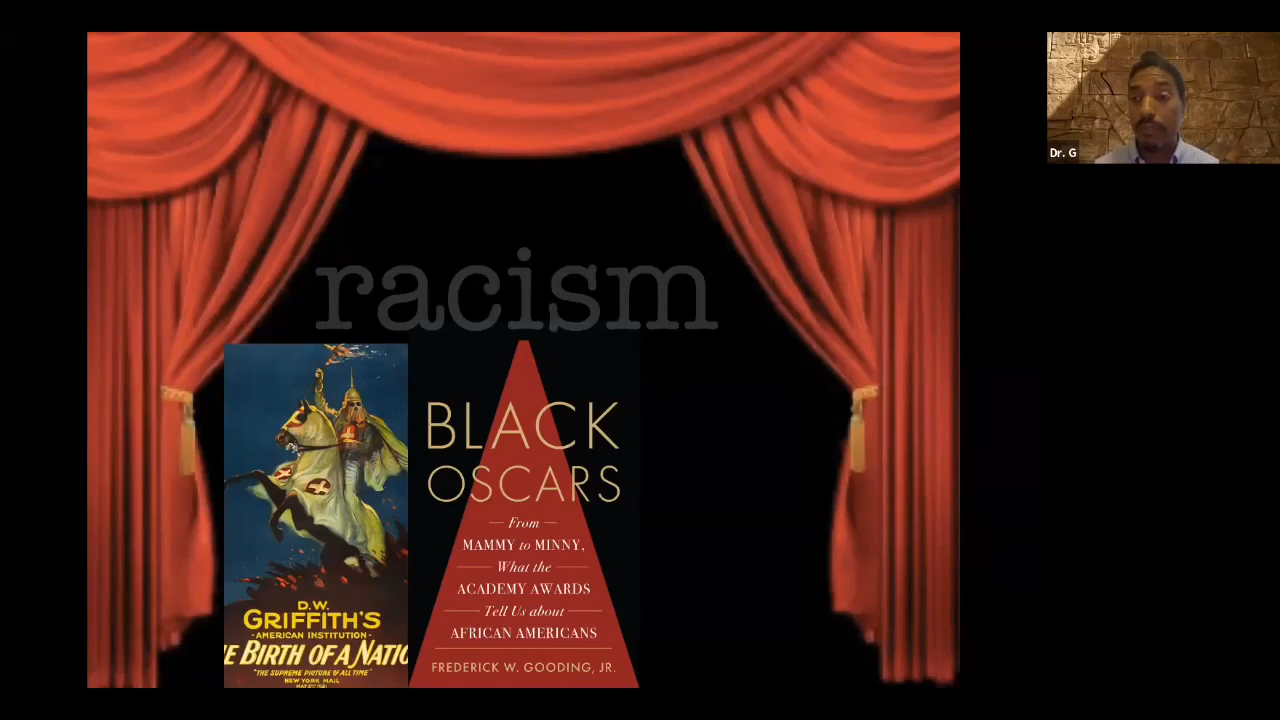 Dr. G
racism
D.W.
GRIFFITH'S
-AMERICAN INSTITUTION-
E BIRTH OF A NATIO
"THE SUPREME PICTURE of ALL TIME"
NEW YORK MAIL
BLACK
OSCARS
From
MAMMY to MINNY,
What the
ACADEMY AWARDS
Tell Us about
AFRICAN AMERICANS
FREDERICK W. GOODING, JR.